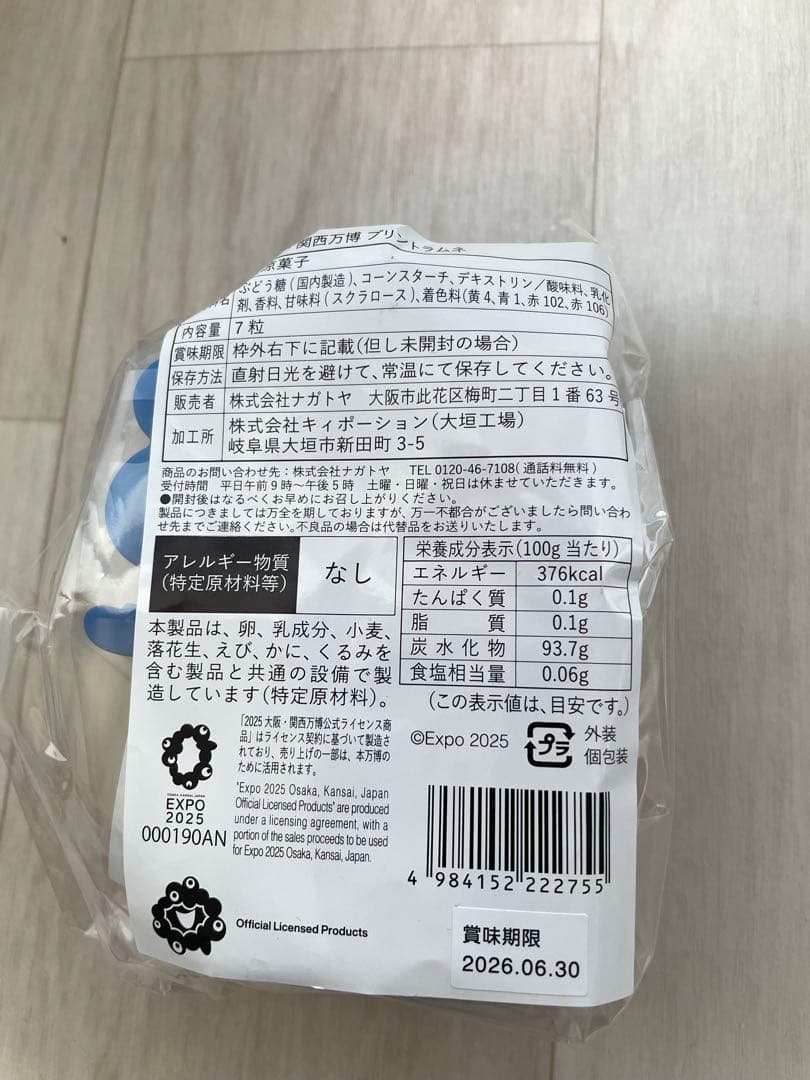 関西万博 プリ
ントラムネ
菓子
名
ぶどう糖(国内製造)、コーンスターチ、デキストリン/酸味料、乳化
剤、香料、甘味料(スクラロース)、着色料(黄4、青1、赤102、赤106)
内容量 7粒
賞味期限 枠外右下に記載(但し未開封の場合)
保存方法 直射日光を避けて、常温にて保存してください。
販売者 株式会社ナガトヤ 大阪市此花区梅町二丁目1番63号
加工所 株式会社キィポーション(大垣工場)
岐阜県大垣市新田町3-5
商品のお問い合わせ先:株式会社ナガトヤ TEL 0120-46-7108(通話料無料)
受付時間 平日午前9時〜午後5時 土曜・日曜・祝日は休ませていただきます。
●開封後はなるべくお早めにお召し上がりください。
製品につきましては万全を期しておりますが、万一不都合がございましたら問い合わ
せ先までご連絡ください。不良品の場合は代替品をお送りいたします。
アレルギー物質
(特定原材料等)
なし
本製品は、卵、乳成分、小麦、
落花生、えび、かに、くるみを
含む製品と共通の設備で製
造しています(特定原材料)。
栄養成分表示(100g当たり)
エネルギー 376kcal
たんぱく質 0.1g
脂質 0.1g
炭水化物 93.7g
食塩相当量 0.06g
(この表示値は、目安です。)
OSAKA, KANSAI, JAPAN
EXPO
2025
000190AN
「2025 大阪・関西万博公式ライセンス商
品」はライセンス契約に基づいて製造さ
れており、売り上げの一部は、本万博の
ために活用されます。
"Expo 2025 Osaka, Kansai, Japan
Official Licensed Products" are produced
under a licensing agreement, with a
portion of the sales proceeds to be used
for Expo 2025 Osaka, Kansai, Japan.
©Expo 2025
プラ
外装
個包装
4 984152 222755
Official Licensed Products
賞味期限
2026.06.30